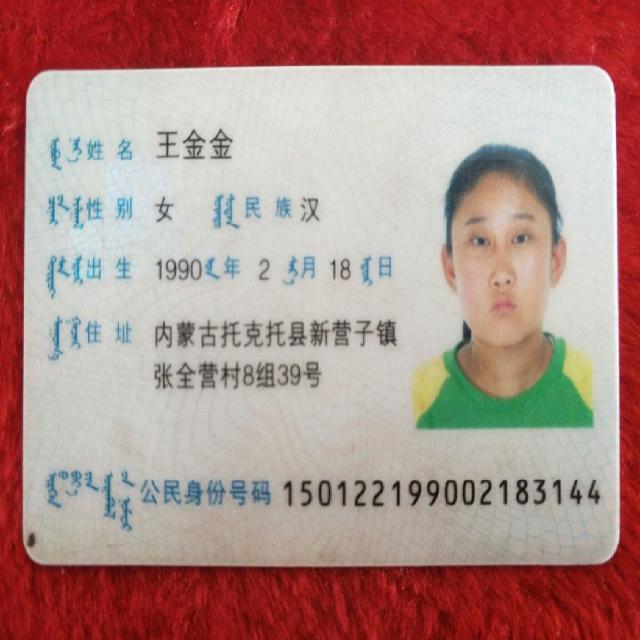 姓名 王金金
性别 女 民族 汉
出生 1990 年 2 月 18 日
住址 内蒙古托克托县新营子镇
张全营村8组39号
公民身份号码 150122199002183144